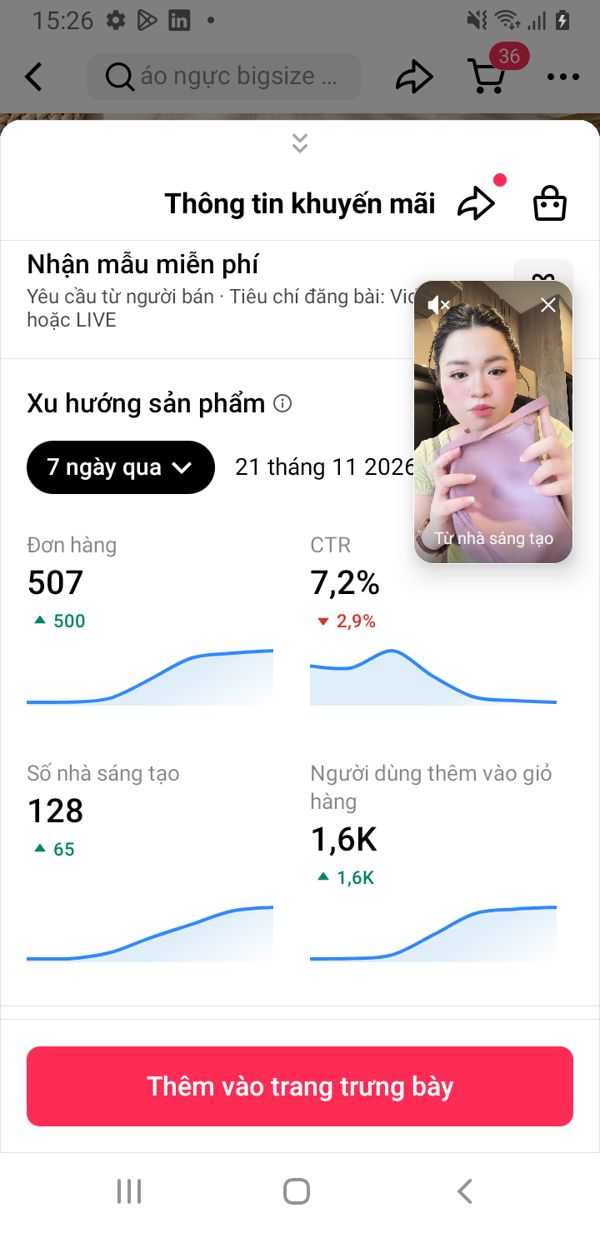 15:26
36
áo ngực bigsize ...
Thông tin khuyến mãi
Nhận mẫu miễn phí
Yêu cầu từ người bán · Tiêu chí đăng bài:
hoặc LIVE
Xu hướng sản phẩm
7 ngày qua
21 tháng 11 2026
Từ nhà sáng tạo
Đơn hàng
507
500
CTR
7,2%
2,9%
Số nhà sáng tạo
128
65
Người dùng thêm vào giỏ
hàng
1,6K
1,6K
Thêm vào trang trưng bày